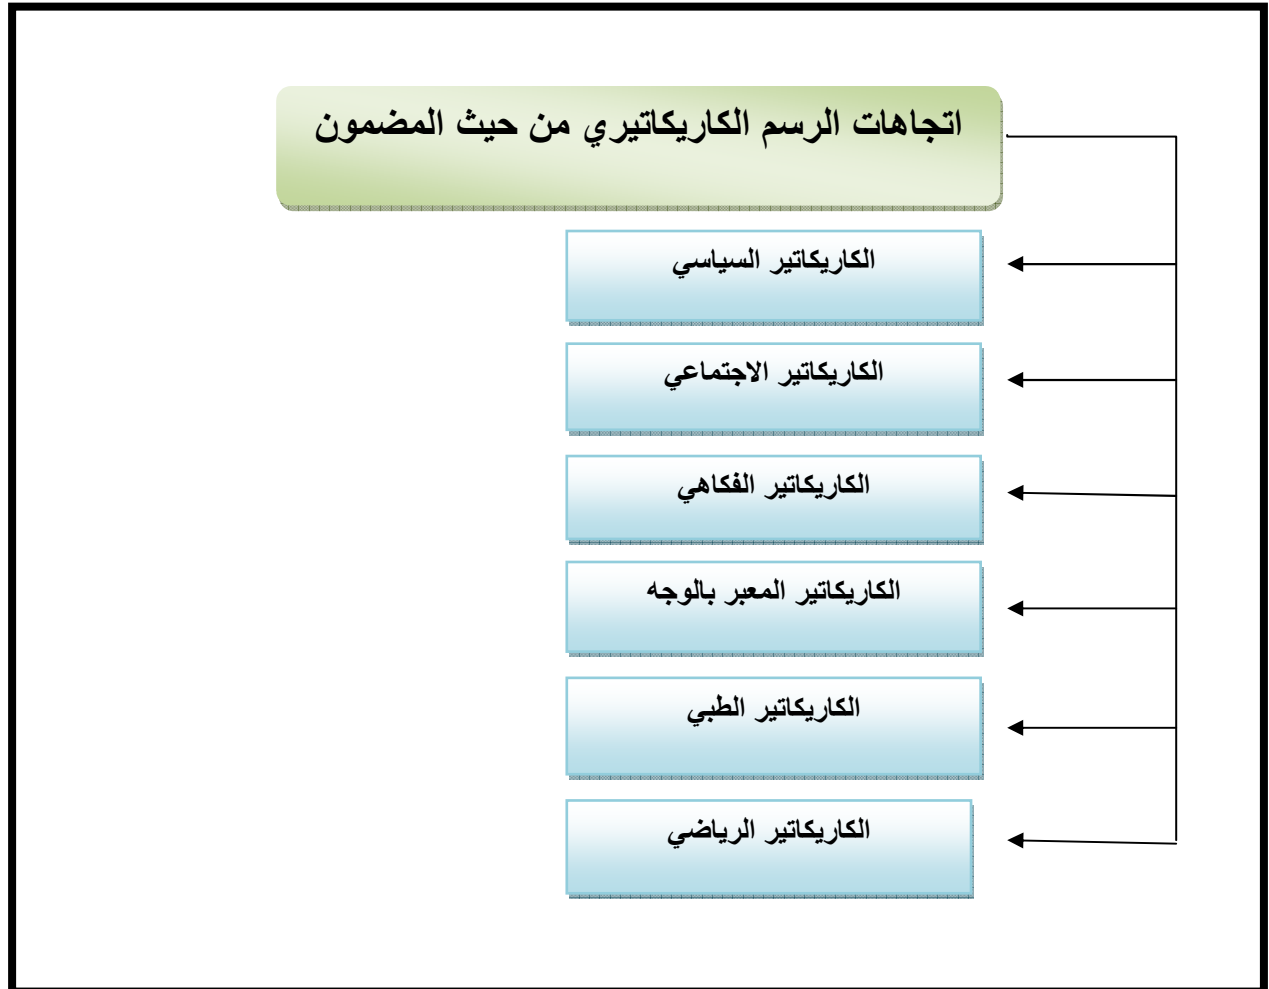 اتجاهات الرسم الكاريكاتيري من حيث المضمون
الكاريكاتير السياسي
الكاريكاتير الاجتماعي
الكاريكاتير الفكاهي
الكاريكاتير المعبر بالوجه
الكاريكاتير الطبي
الكاريكاتير الرياضي